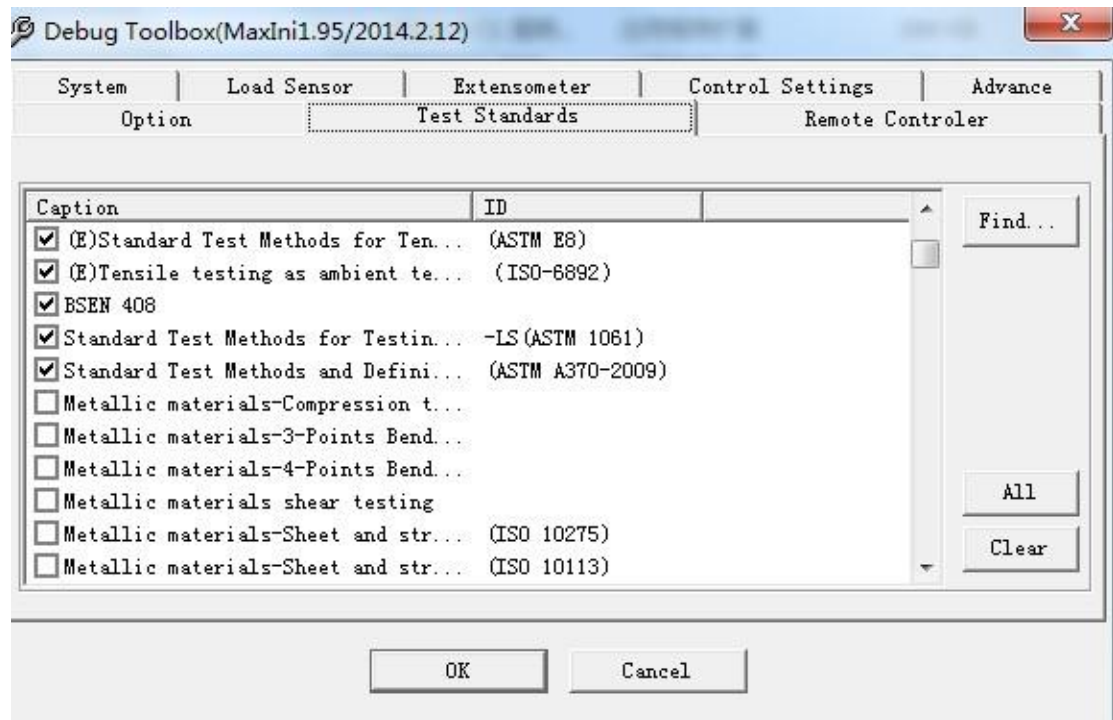 Debug Toolbox(MaxIni1.95/2014.2.12)
System Load Sensor Extensometer Control Settings Advance
Option Test Standards Remote Controler
Caption ID
(E)Standard Test Methods for Ten... (ASTM E8)
(E)Tensile testing as ambient te... (ISO-6892)
BSEN 408
Standard Test Methods for Testin... -LS(ASTM 1061)
Standard Test Methods and Defini... (ASTM A370-2009)
Metallic materials-Compression t...
Metallic materials-3-Points Bend...
Metallic materials-4-Points Bend...
Metallic materials shear testing
Metallic materials-Sheet and str... (ISO 10275)
Metallic materials-Sheet and str... (ISO 10113)
Find...
All
Clear
OK Cancel